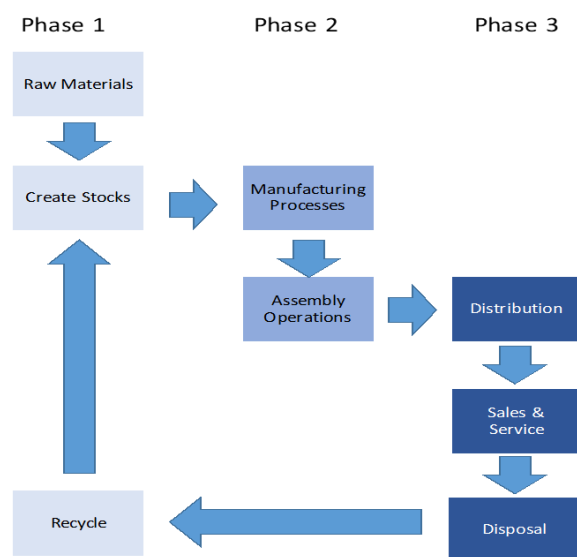 Phase 1
Phase 2
Phase 3
Raw Materials
Create Stocks
Manufacturing
Processes
Assembly
Operations
Distribution
Sales &
Service
Recycle
Disposal